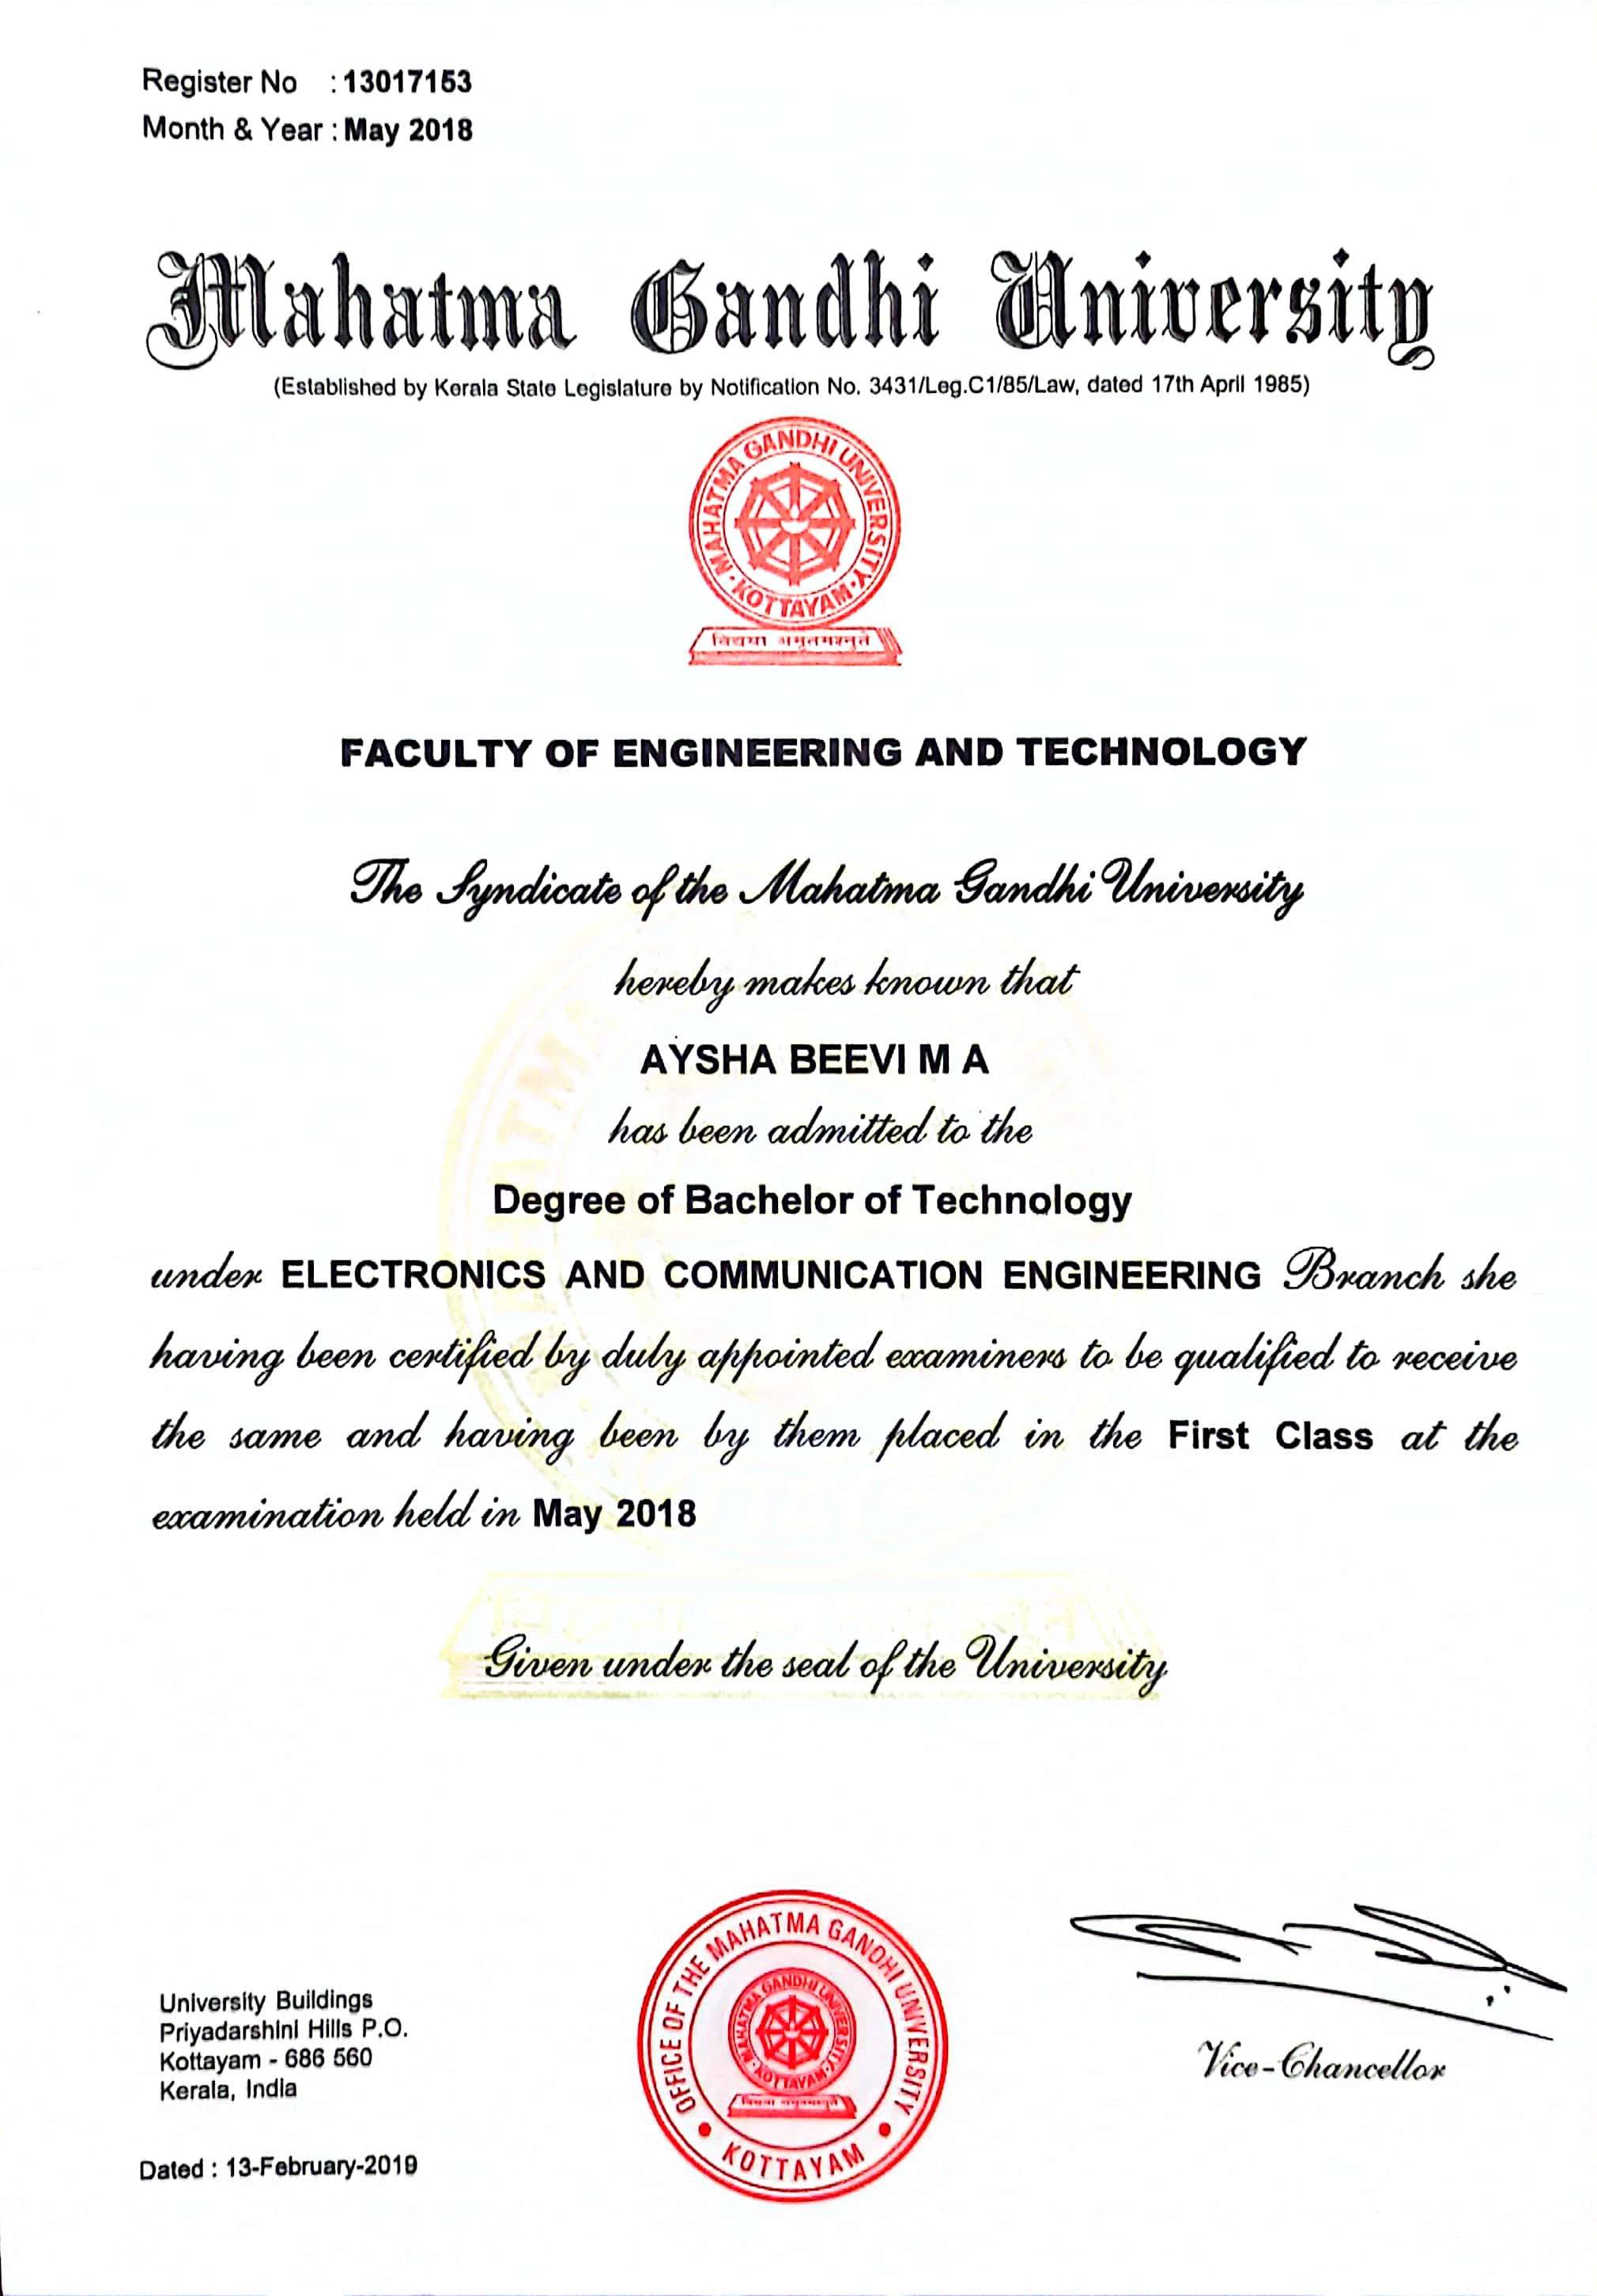 Register No : 13017153
Month & Year : May 2018
Mahatma Gandhi University
(Established by Kerala State Legislature by Notification No. 3431/Leg.C1/85/Law, dated 17th April 1985)
MAHATMA GANDHI UNIVERSITY
KOTTAYAM
विद्यया अमृतमश्नुते
FACULTY OF ENGINEERING AND TECHNOLOGY
The Syndicate of the Mahatma Gandhi University
hereby makes known that
AYSHA BEEVI M A
has been admitted to the
Degree of Bachelor of Technology
under ELECTRONICS AND COMMUNICATION ENGINEERING Branch she
having been certified by duly appointed examiners to be qualified to receive
the same and having been by them placed in the First Class at the
examination held in May 2018
Given under the seal of the University
OFFICE OF THE MAHATMA GANDHI UNIVERSITY
KOTTAYAM
MAHATMA GANDHI UNIVERSITY
KOTTAYAM
Vice-Chancellor
University Buildings
Priyadarshini Hills P.O.
Kottayam - 686 560
Kerala, India
Dated : 13-February-2019